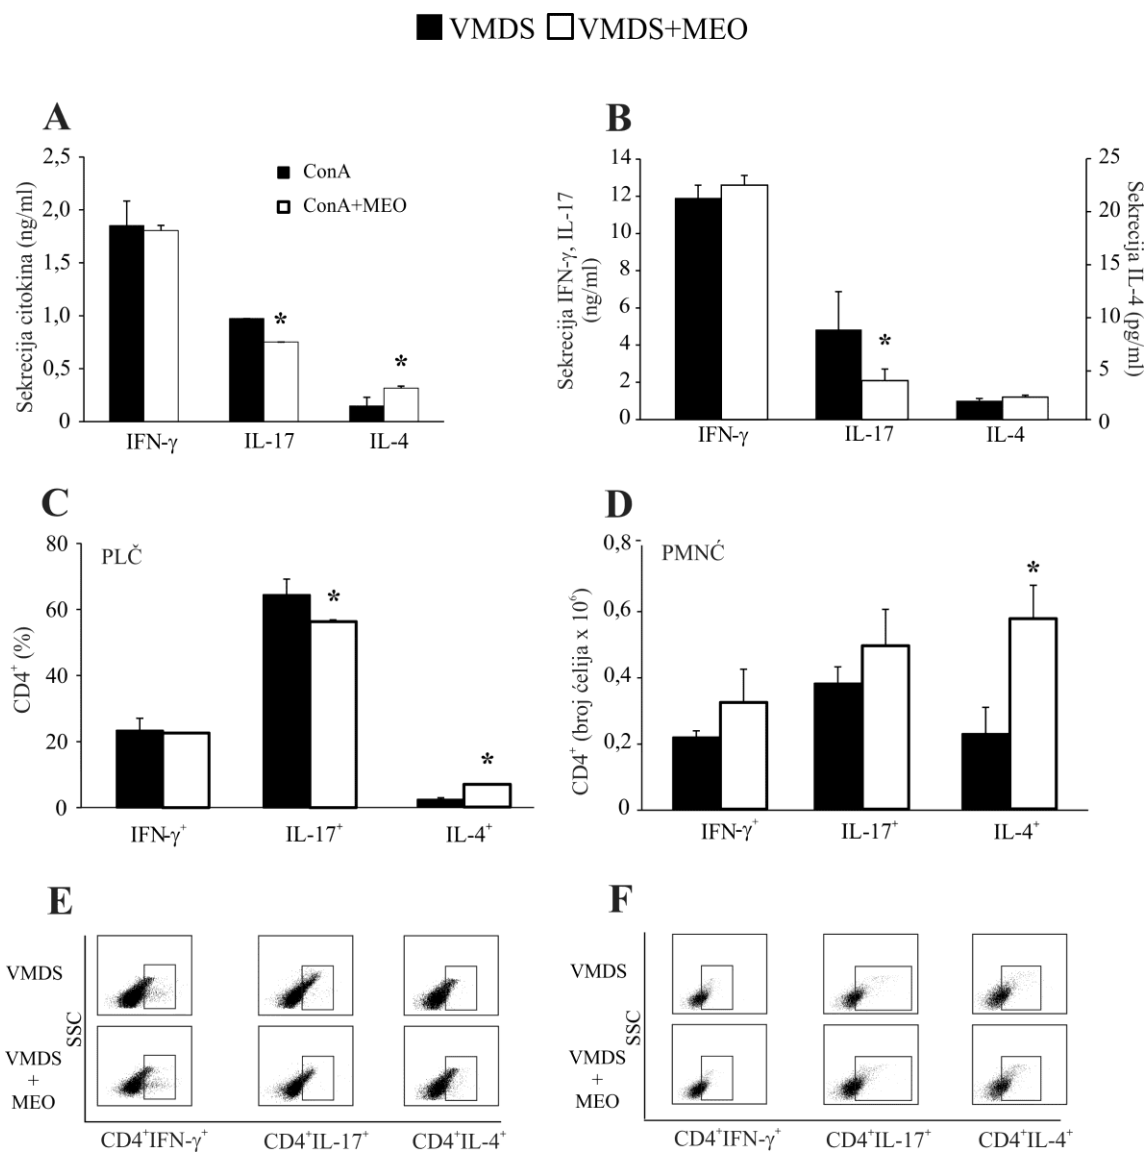 VMDS VMDS+MEO
A
Sekrecija citokina (ng/ml)
2,5
2,0
1,5
1,0
0,5
0
ConA
ConA+MEO
*
*
IFN-γ IL-17 IL-4
B
Sekrecija IFN-γ, IL-17
(ng/ml)
14
12
10
8
6
4
2
0
*
25
20
15
10
5
0
Sekrecija IL-4
(pg/ml)
IFN-γ IL-17 IL-4
C
PLČ
CD4⁺ (%)
80
60
40
20
0
*
*
IFN-γ⁺ IL-17⁺ IL-4⁺
D
PMNĆ
CD4⁺ (broj ćelija x 10⁶)
0,8
0,6
0,4
0,2
0
*
IFN-γ⁺ IL-17⁺ IL-4⁺
E
VMDS
VMDS
+
MEO
SSC
CD4⁺IFN-γ⁺ CD4⁺IL-17⁺ CD4⁺IL-4⁺
F
VMDS
VMDS
+
MEO
SSC
CD4⁺IFN-γ⁺ CD4⁺IL-17⁺ CD4⁺IL-4⁺